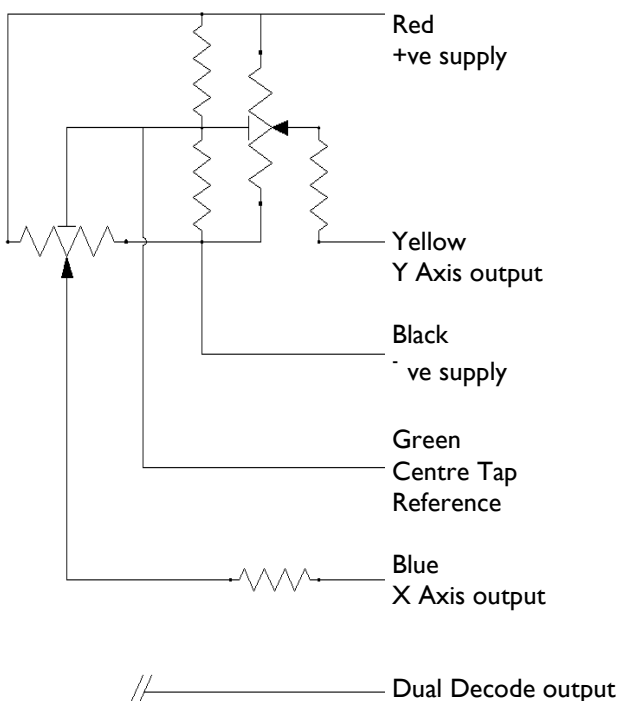 Red
+ve supply
Yellow
Y Axis output
Black
- ve supply
Green
Centre Tap
Reference
Blue
X Axis output
Dual Decode output